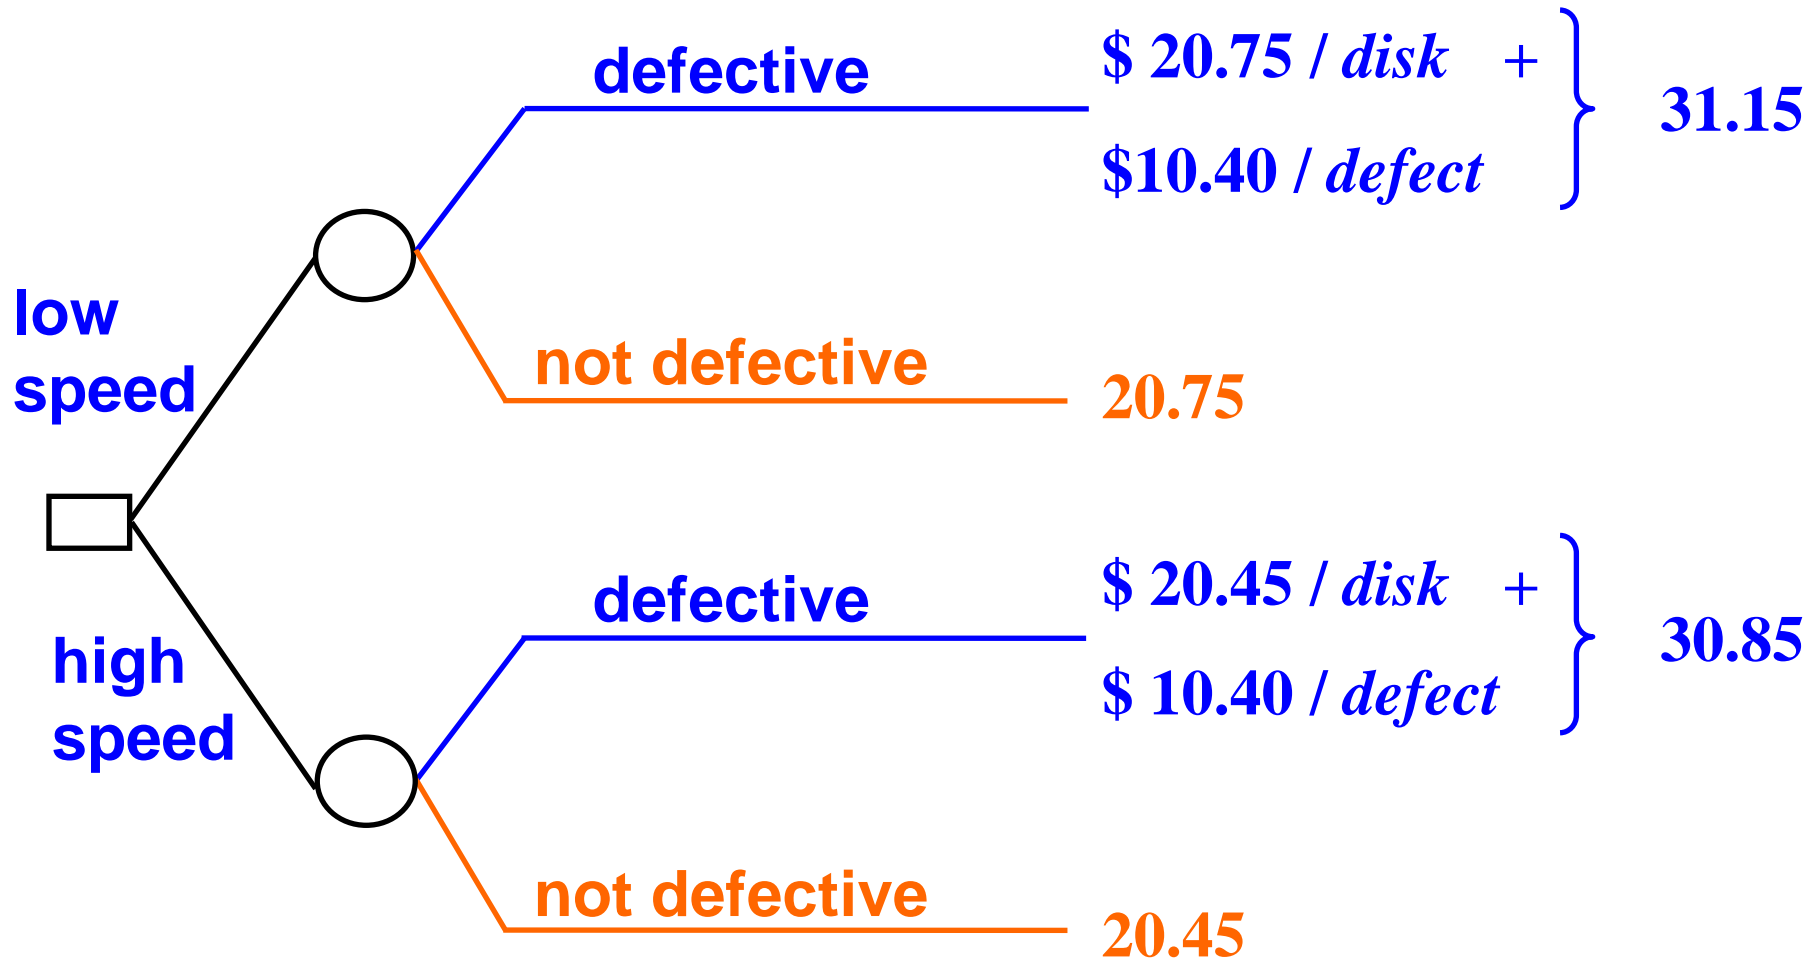 defective
$ 20.75 / disk +
$10.40 / defect
31.15
low
speed
not defective
20.75
defective
$ 20.45 / disk +
$ 10.40 / defect
30.85
high
speed
not defective
20.45